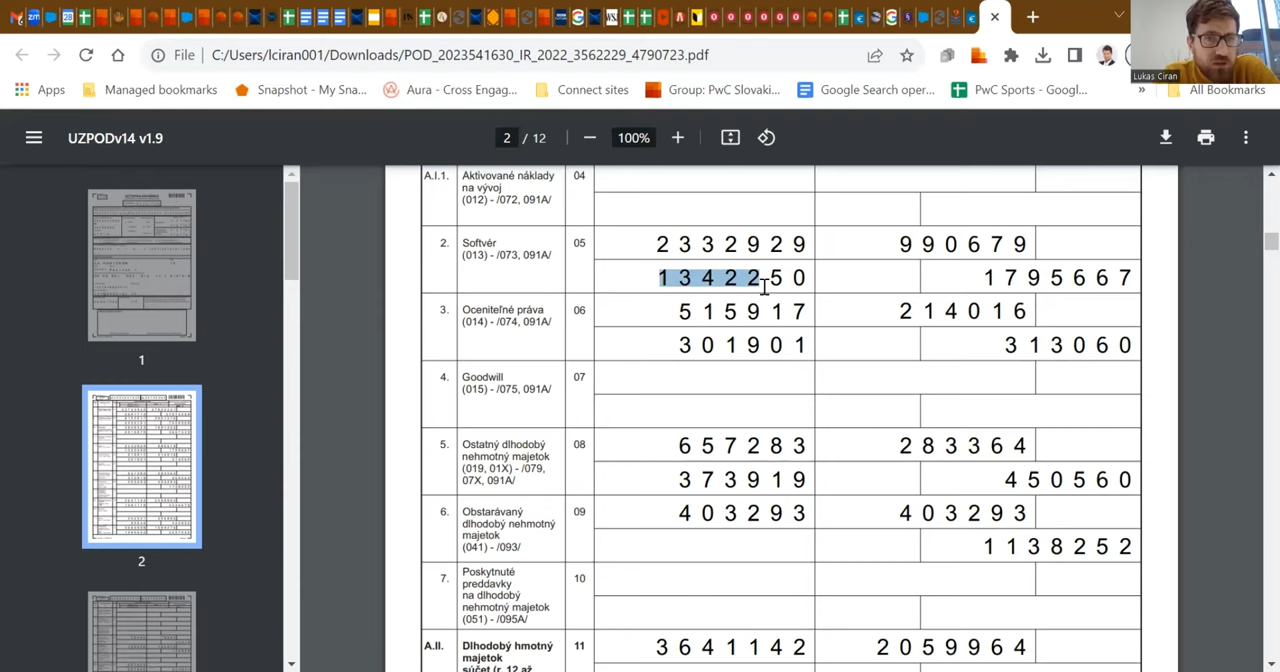 File C:/Users/lciran001/Downloads/POD_2023541630_IR_2022_3562229_4790723.pdf
Lukas Ciran
Apps Managed bookmarks Snapshot - My Sna... Aura - Cross Engag... Connect sites Group: PwC Slovaki... Google Search oper... PwC Sports - Googl... » All Bookmarks
UZPODv14 v1.9 2 / 12 100%
A.I.1. Aktivované náklady 04
na vývoj
(012) - /072, 091A/
2. Softvér 05 2332929 990679
(013) - /073, 091A/
1342250 1795667
3. Oceniteľné práva 06 515917 214016
(014) - /074, 091A/
301901 313060
1
4. Goodwill 07
(015) - /075, 091A/
5. Ostatný dlhodobý 08 657283 283364
nehmotný majetok
(019, 01X) - /079, 373919 450560
07X, 091A/
6. Obstarávaný 09 403293 403293
dlhodobý nehmotný
majetok
(041) - /093/ 1138252
2
7. Poskytnuté 10
preddavky
na dlhodobý
nehmotný majetok
(051) - /095A/
A.II. Dlhodobý hmotný 11 3641142 2059964
majetok
súčet (r. 12 až